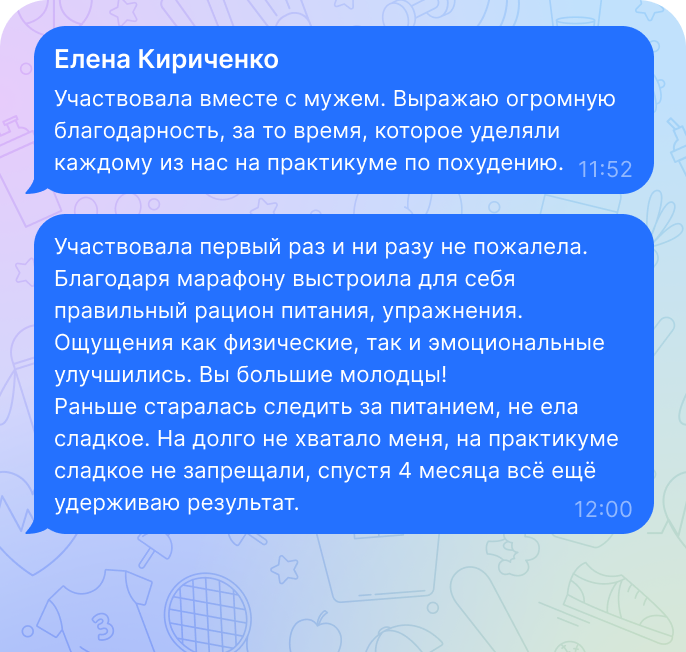 Елена Кириченко
Участвовала вместе с мужем. Выражаю огромную
благодарность, за то время, которое уделяли
каждому из нас на практикуме по похудению. 11:52
Участвовала первый раз и ни разу не пожалела.
Благодаря марафону выстроила для себя
правильный рацион питания, упражнения.
Ощущения как физические, так и эмоциональные
улучшились. Вы большие молодцы!
Раньше старалась следить за питанием, не ела
сладкое. На долго не хватало меня, на практикуме
сладкое не запрещали, спустя 4 месяца всё ещё
удерживаю результат. 12:00
3